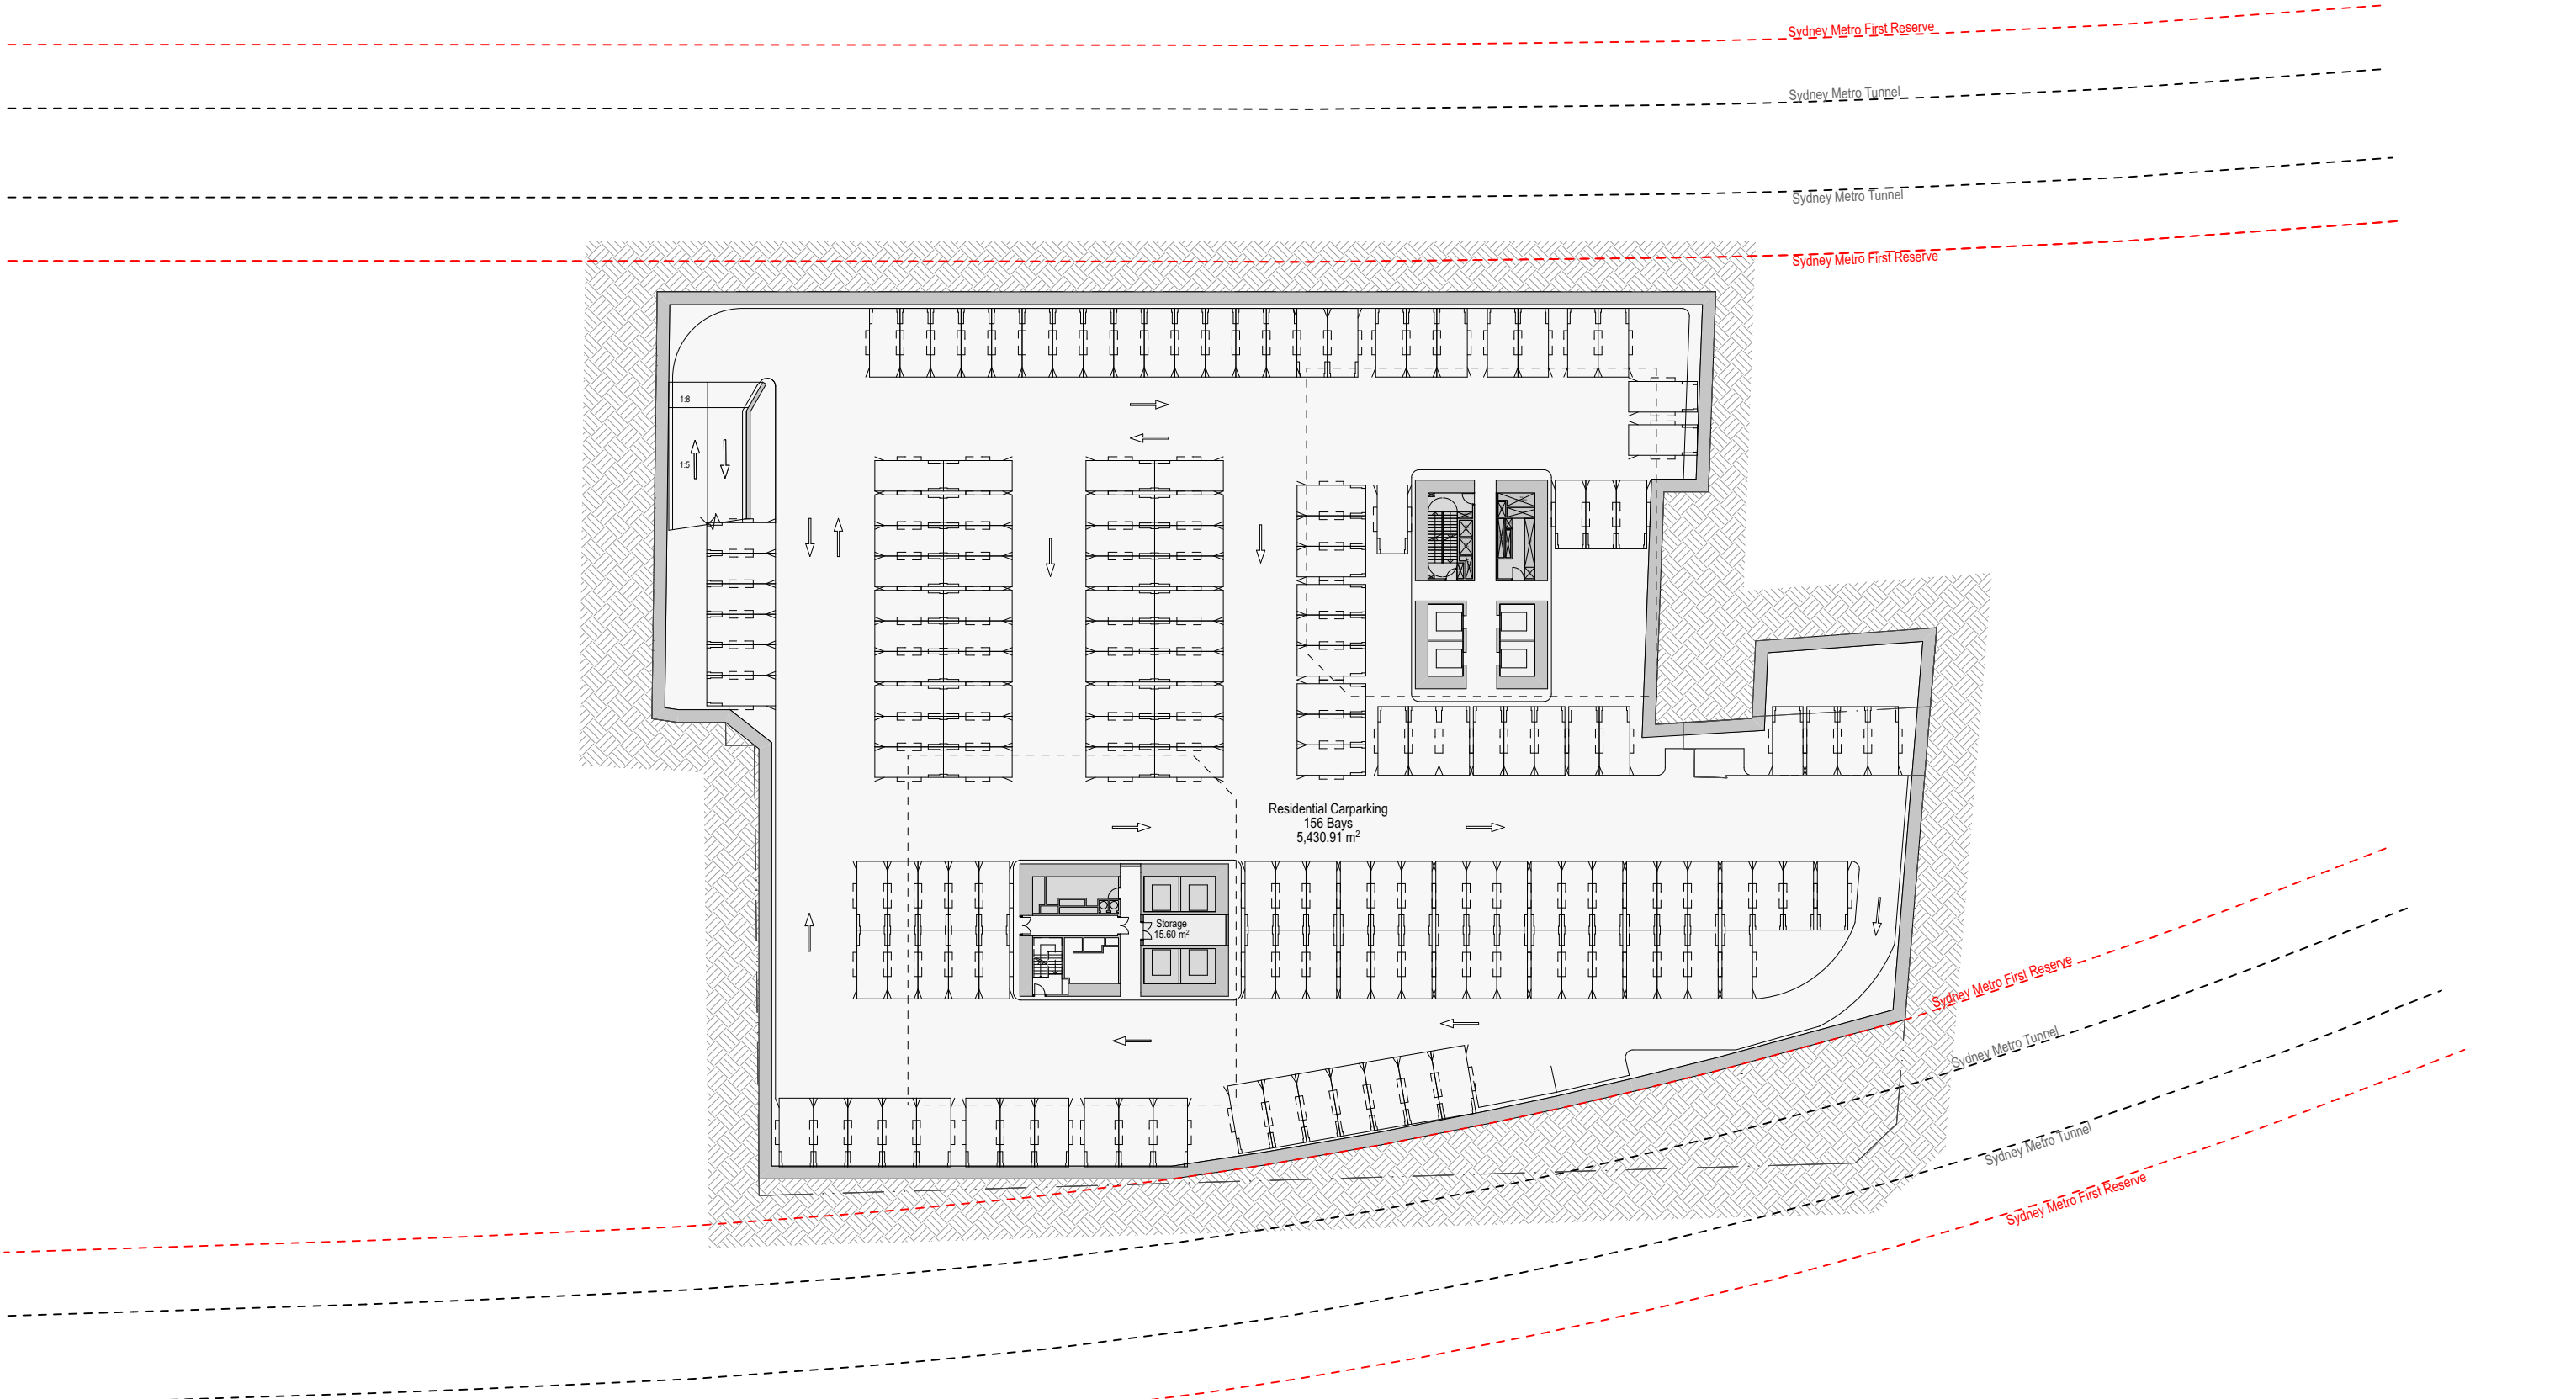 Sydney Metro First Reserve
Sydney Metro Tunnel
Sydney Metro Tunnel
Sydney Metro First Reserve
1:8
1:5
Residential Carparking
156 Bays
5,430.91 m²
Storage
15.60 m²
Sydney Metro First Reserve
Sydney Metro Tunnel
Sydney Metro Tunnel
Sydney Metro First Reserve